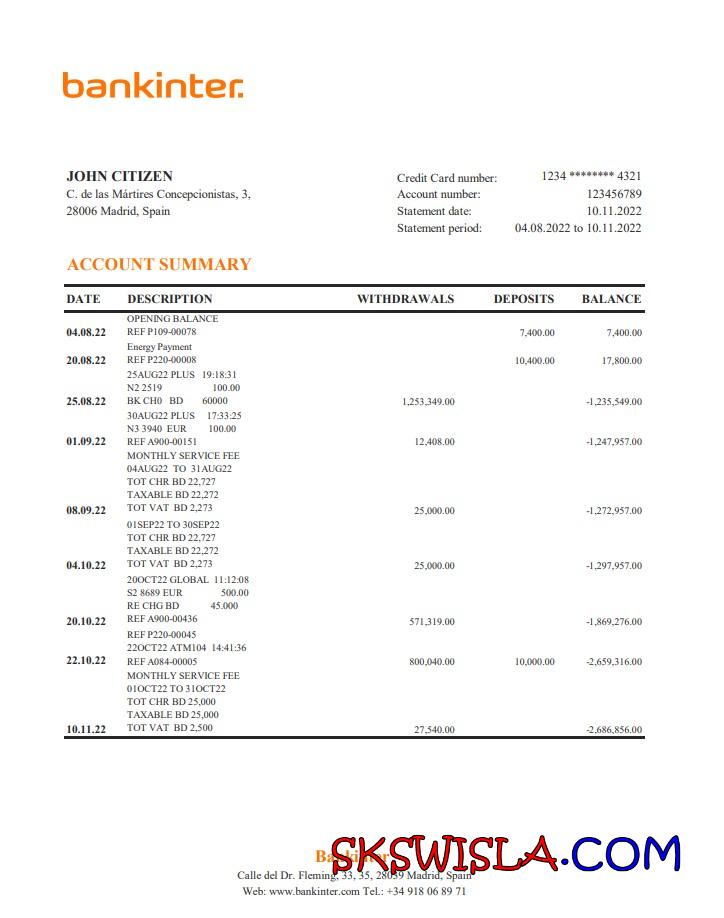 bankinter.
JOHN CITIZEN
C. de las Mártires Concepcionistas, 3,
28006 Madrid, Spain
Credit Card number: 1234 ******** 4321
Account number: 123456789
Statement date: 10.11.2022
Statement period: 04.08.2022 to 10.11.2022
ACCOUNT SUMMARY
DATE DESCRIPTION WITHDRAWALS DEPOSITS BALANCE
OPENING BALANCE
04.08.22 REF P109-00078 7,400.00 7,400.00
Energy Payment
20.08.22 REF P220-00008 10,400.00 17,800.00
25AUG22 PLUS 19:18:31
N2 2519 100.00
25.08.22 BK CH0 BD 60000 1,253,349.00 -1,235,549.00
30AUG22 PLUS 17:33:25
N3 3940 EUR 100.00
01.09.22 REF A900-00151 12,408.00 -1,247,957.00
MONTHLY SERVICE FEE
04AUG22 TO 31AUG22
TOT CHR BD 22,727
TAXABLE BD 22,272
08.09.22 TOT VAT BD 2,273 25,000.00 -1,272,957.00
01SEP22 TO 30SEP22
TOT CHR BD 22,727
TAXABLE BD 22,272
04.10.22 TOT VAT BD 2,273 25,000.00 -1,297,957.00
20OCT22 GLOBAL 11:12:08
S2 8689 EUR 500.00
RE CHG BD 45.000
20.10.22 REF A900-00436 571,319.00 -1,869,276.00
REF P220-00045
22OCT22 ATM104 14:41:36
22.10.22 REF A084-00005 800,040.00 10,000.00 -2,659,316.00
MONTHLY SERVICE FEE
01OCT22 TO 31OCT22
TOT CHR BD 25,000
TAXABLE BD 25,000
10.11.22 TOT VAT BD 2,500 27,540.00 -2,686,856.00
Bankinter
SKSWISLA.COM
Calle del Dr. Fleming, 33, 35, 28039 Madrid, Spain
Web: www.bankinter.com Tel.: +34 918 06 89 71